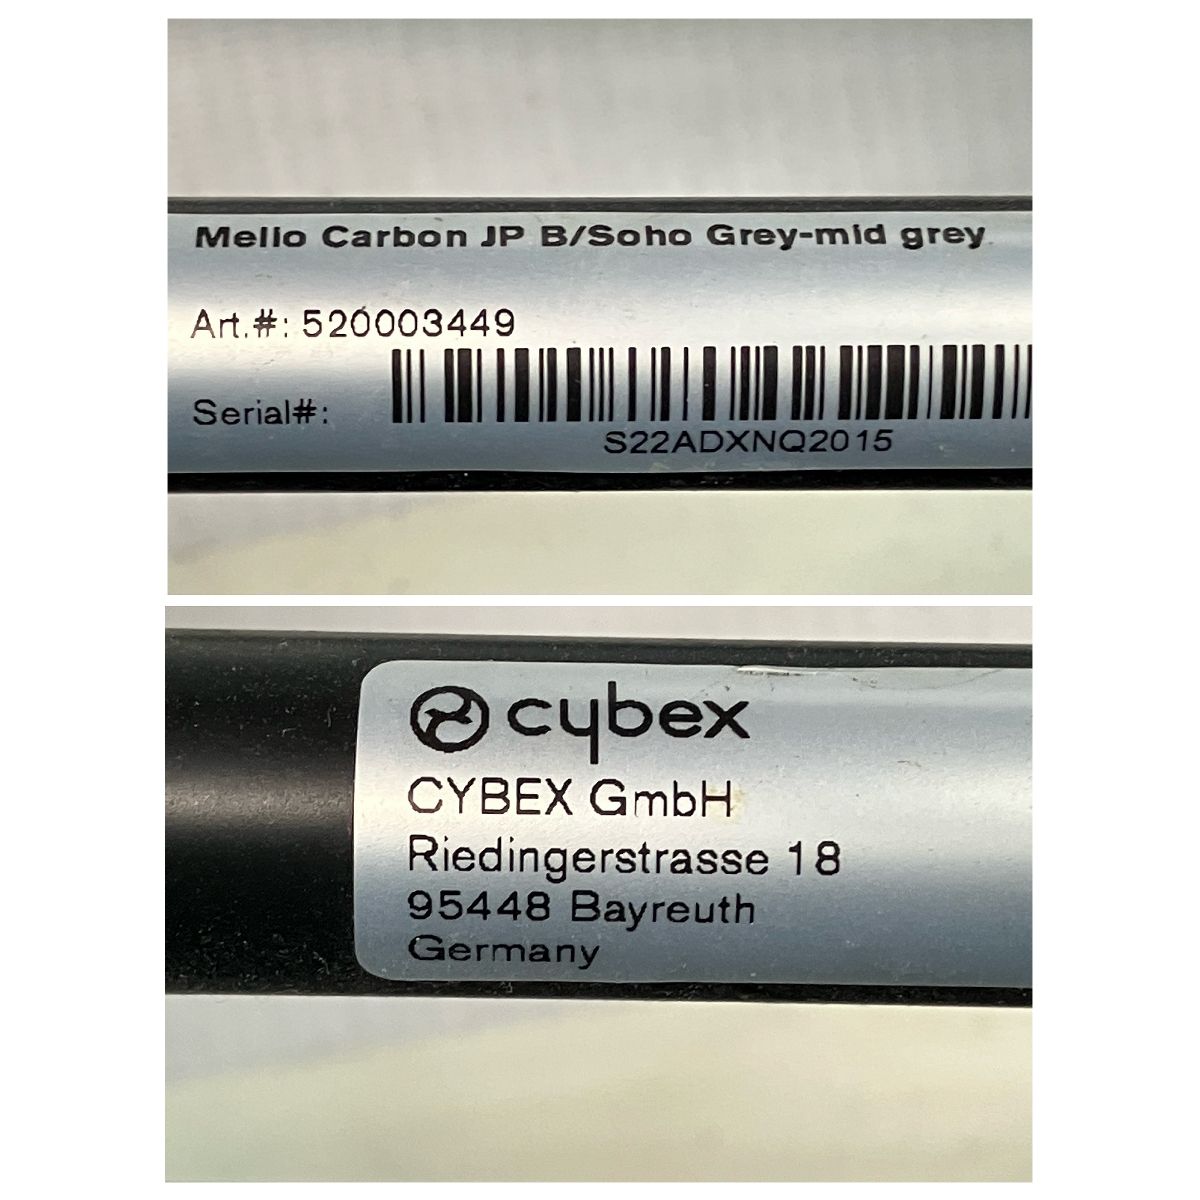 Mello Carbon JP B/Soho Grey-mid grey
Art.#: 520003449
Serial#:
S22ADXNQ2015
cybex
CYBEX GmbH
Riedingerstrasse 18
95448 Bayreuth
Germany